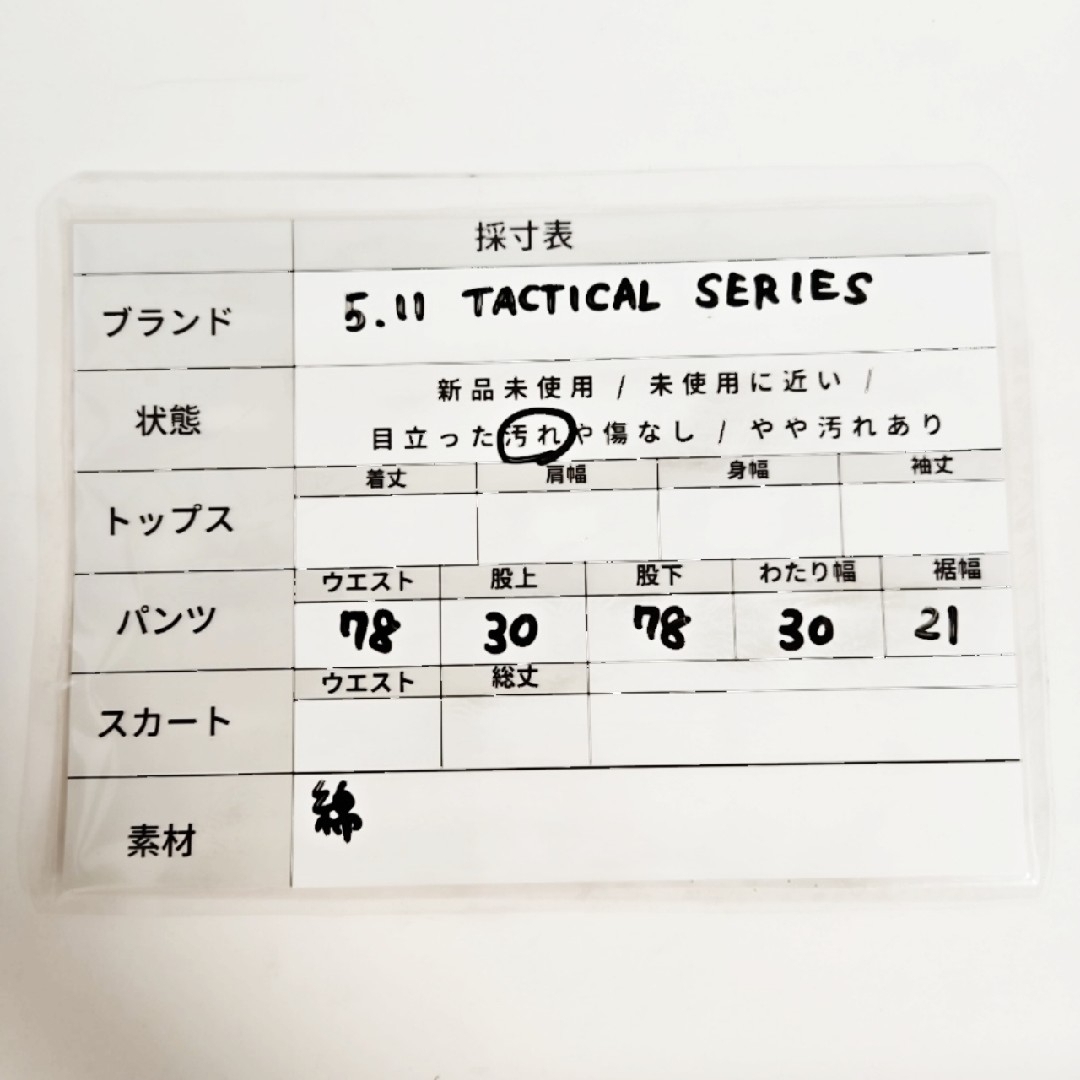 採寸表
ブランド 5.11 TACTICAL SERIES
状態 新品未使用 / 未使用に近い /
目立った汚れや傷なし / やや汚れあり
着丈 肩幅 身幅 袖丈
トップス
ウエスト 股上 股下 わたり幅 裾幅
パンツ 78 30 78 30 21
ウエスト 総丈
スカート
素材 綿